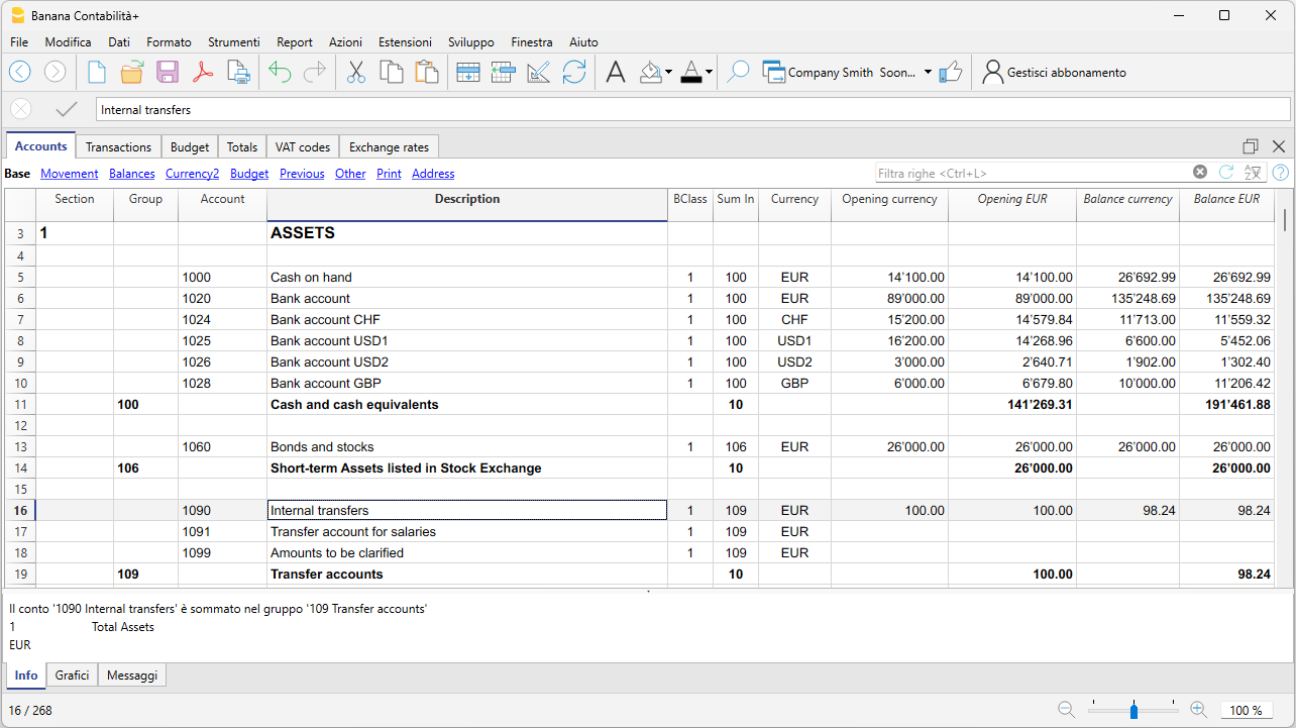 Banana Contabilità+
File Modifica Dati Formato Strumenti Report Azioni Estensioni Sviluppo Finestra Aiuto
Company Smith Soon... Gestisci abbonamento
Internal transfers
Accounts Transactions Budget Totals VAT codes Exchange rates
Base Movement Balances Currency2 Budget Previous Other Print Address Filtra righe <Ctrl+L>
Section Group Account Description BClass Sum In Currency Opening currency Opening EUR Balance currency Balance EUR
3 1 ASSETS
4
5 1000 Cash on hand 1 100 EUR 14'100.00 14'100.00 26'692.99 26'692.99
6 1020 Bank account 1 100 EUR 89'000.00 89'000.00 135'248.69 135'248.69
7 1024 Bank account CHF 1 100 CHF 15'200.00 14'579.84 11'713.00 11'559.32
8 1025 Bank account USD1 1 100 USD1 16'200.00 14'268.96 6'600.00 5'452.06
9 1026 Bank account USD2 1 100 USD2 3'000.00 2'640.71 1'902.00 1'302.40
10 1028 Bank account GBP 1 100 GBP 6'000.00 6'679.80 10'000.00 11'206.42
11 100 Cash and cash equivalents 10 141'269.31 191'461.88
12
13 1060 Bonds and stocks 1 106 EUR 26'000.00 26'000.00 26'000.00 26'000.00
14 106 Short-term Assets listed in Stock Exchange 10 26'000.00 26'000.00
15
16 1090 Internal transfers 1 109 EUR 100.00 100.00 98.24 98.24
17 1091 Transfer account for salaries 1 109 EUR
18 1099 Amounts to be clarified 1 109 EUR
19 109 Transfer accounts 10 100.00 98.24
Il conto '1090 Internal transfers' è sommato nel gruppo '109 Transfer accounts'
1 Total Assets
EUR
Info Grafici Messaggi
16 / 268 100 %